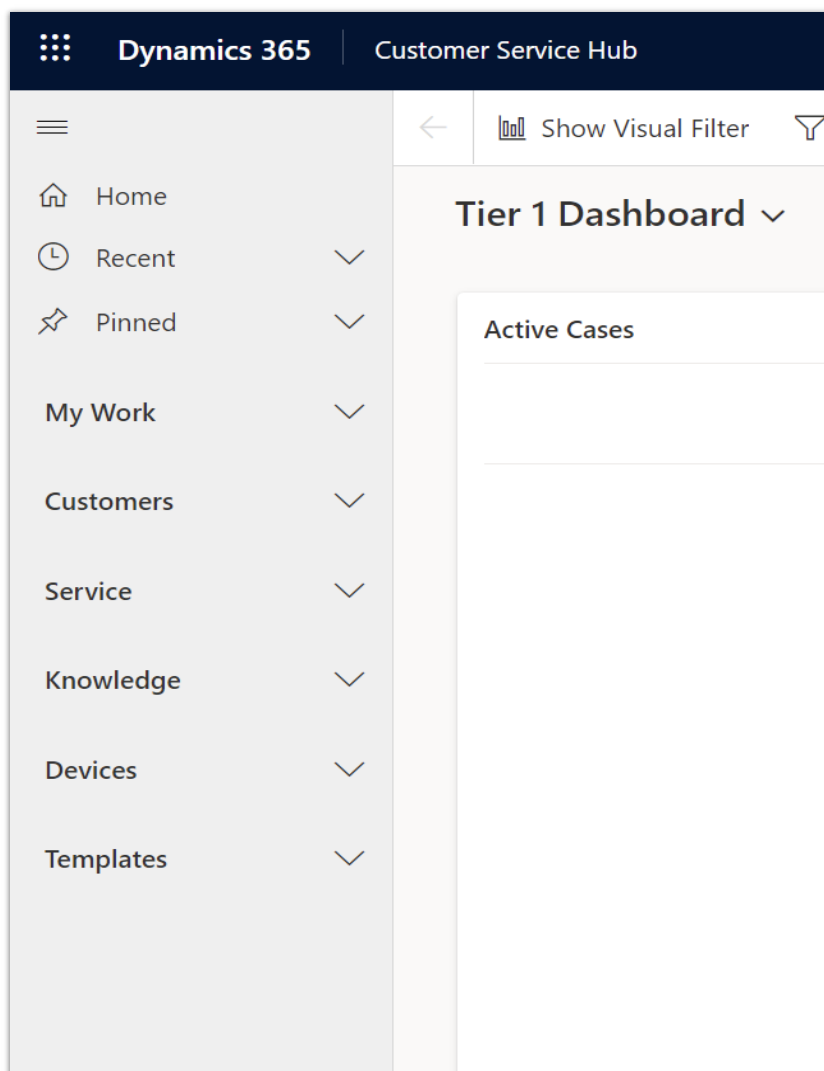 Dynamics 365 Customer Service Hub
Show Visual Filter
Home
Recent
Pinned
My Work
Customers
Service
Knowledge
Devices
Templates
Tier 1 Dashboard
Active Cases